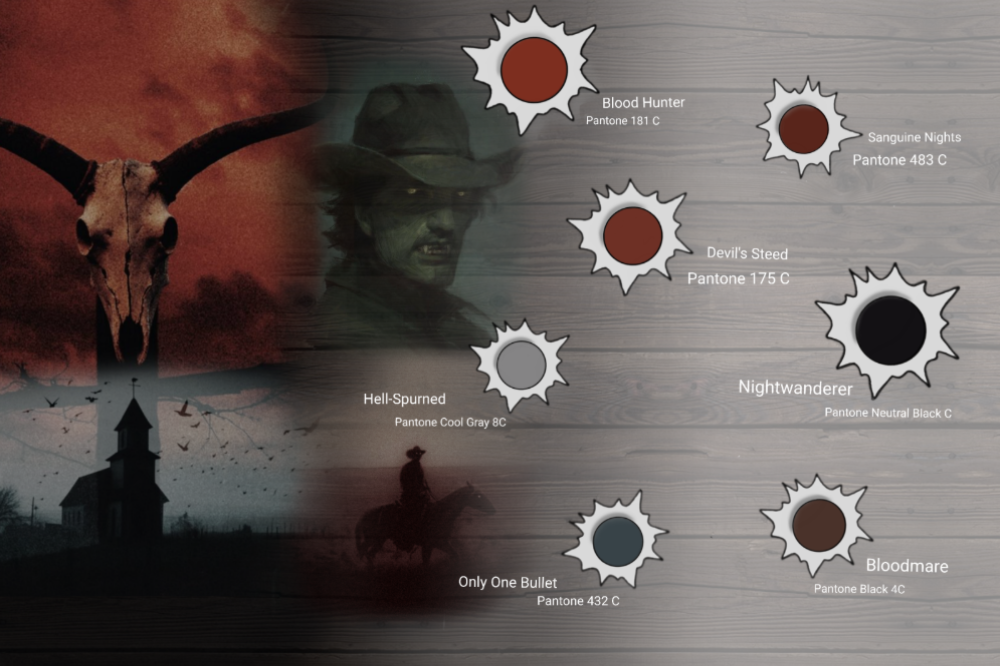 Blood Hunter
Pantone 181 C
Sanguine Nights
Pantone 483 C
Devil's Steed
Pantone 175 C
Nightwanderer
Pantone Neutral Black C
Hell-Spurned
Pantone Cool Gray 8C
Only One Bullet
Pantone 432 C
Bloodmare
Pantone Black 4C